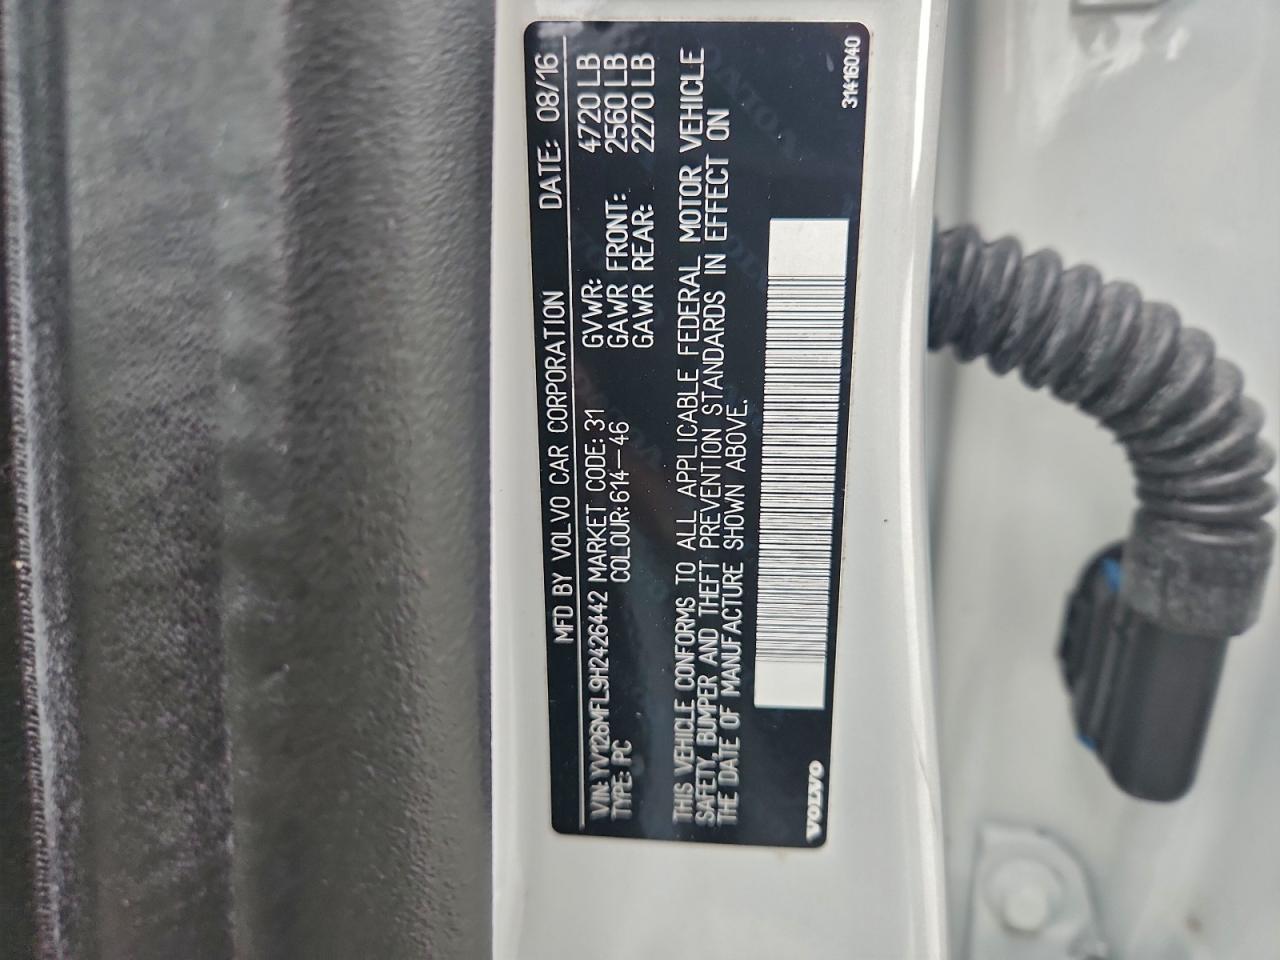 MFD BY VOLVO CAR CORPORATION DATE: 08/16
VIN: YV126MFL9H2426442 MARKET CODE: 31 GVWR: 4720 LB
TYPE: PC COLOUR: 614-46 GAWR FRONT: 2560 LB
GAWR REAR: 2270 LB
THIS VEHICLE CONFORMS TO ALL APPLICABLE FEDERAL MOTOR VEHICLE
SAFETY, BUMPER AND THEFT PREVENTION STANDARDS IN EFFECT ON
THE DATE OF MANUFACTURE SHOWN ABOVE.
VOLVO 31416040